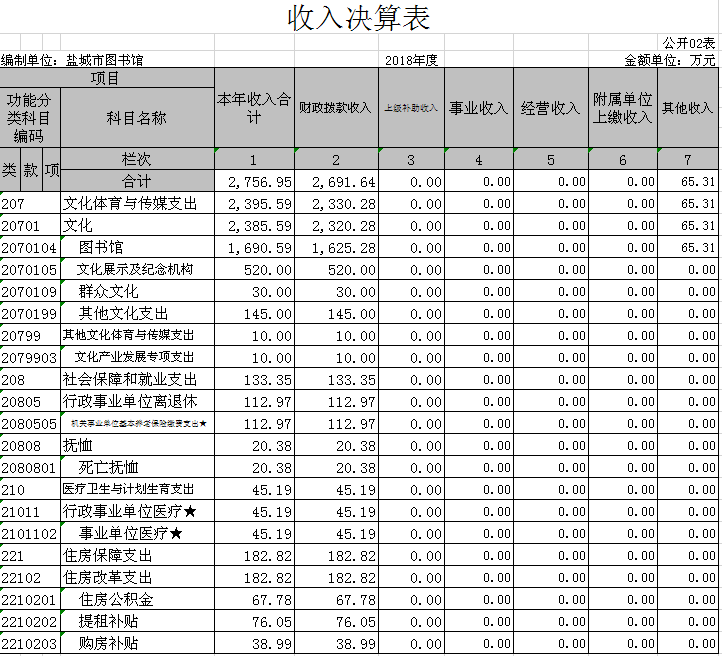 收入决算表
公开02表
编制单位：盐城市图书馆 2018年度 金额单位：万元
项目 本年收入合计 财政拨款收入 上级补助收入 事业收入 经营收入 附属单位上缴收入 其他收入
功能分类科目编码 科目名称
类 款 项 栏次 1 2 3 4 5 6 7
合计 2,756.95 2,691.64 0.00 0.00 0.00 0.00 65.31
207 文化体育与传媒支出 2,395.59 2,330.28 0.00 0.00 0.00 0.00 65.31
20701 文化 2,385.59 2,320.28 0.00 0.00 0.00 0.00 65.31
2070104 图书馆 1,690.59 1,625.28 0.00 0.00 0.00 0.00 65.31
2070105 文化展示及纪念机构 520.00 520.00 0.00 0.00 0.00 0.00 0.00
2070109 群众文化 30.00 30.00 0.00 0.00 0.00 0.00 0.00
2070199 其他文化支出 145.00 145.00 0.00 0.00 0.00 0.00 0.00
20799 其他文化体育与传媒支出 10.00 10.00 0.00 0.00 0.00 0.00 0.00
2079903 文化产业发展专项支出 10.00 10.00 0.00 0.00 0.00 0.00 0.00
208 社会保障和就业支出 133.35 133.35 0.00 0.00 0.00 0.00 0.00
20805 行政事业单位离退休 112.97 112.97 0.00 0.00 0.00 0.00 0.00
2080505 机关事业单位基本养老保险缴费支出★ 112.97 112.97 0.00 0.00 0.00 0.00 0.00
20808 抚恤 20.38 20.38 0.00 0.00 0.00 0.00 0.00
2080801 死亡抚恤 20.38 20.38 0.00 0.00 0.00 0.00 0.00
210 医疗卫生与计划生育支出 45.19 45.19 0.00 0.00 0.00 0.00 0.00
21011 行政事业单位医疗★ 45.19 45.19 0.00 0.00 0.00 0.00 0.00
2101102 事业单位医疗★ 45.19 45.19 0.00 0.00 0.00 0.00 0.00
221 住房保障支出 182.82 182.82 0.00 0.00 0.00 0.00 0.00
22102 住房改革支出 182.82 182.82 0.00 0.00 0.00 0.00 0.00
2210201 住房公积金 67.78 67.78 0.00 0.00 0.00 0.00 0.00
2210202 提租补贴 76.05 76.05 0.00 0.00 0.00 0.00 0.00
2210203 购房补贴 38.99 38.99 0.00 0.00 0.00 0.00 0.00